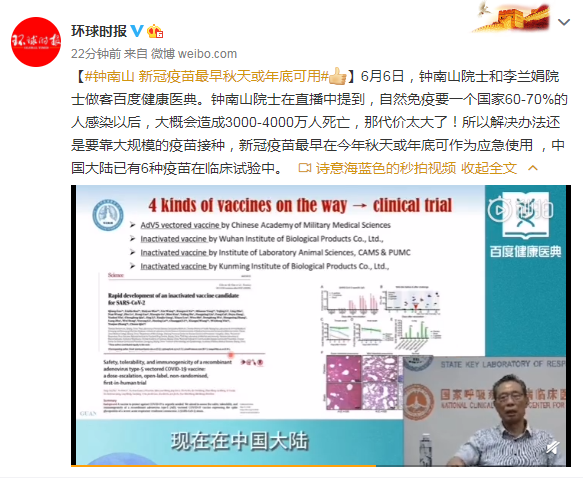 环球时报
22分钟前 来自 微博 weibo.com
【#钟南山 新冠疫苗最早秋天或年底可用#】6月6日，钟南山院士和李兰娟院
士做客百度健康医典。钟南山院士在直播中提到，自然免疫要一个国家60-70%的
人感染以后，大概会造成3000-4000万人死亡，那代价太大了！所以解决办法还
是要靠大规模的疫苗接种，新冠疫苗最早在今年秋天或年底可作为应急使用 ，中
国大陆已有6种疫苗在临床试验中。 诗意海蓝色的秒拍视频 收起全文
4 kinds of vaccines on the way → clinical trial
AdV5 vectored vaccine by Chinese Academy of Military Medical Sciences
Inactivated vaccine by Wuhan Institute of Biological Products Co., Ltd.,
Inactivated vaccine by Institute of Laboratory Animal Sciences, CAMS & PUMC
Inactivated vaccine by Kunming Institute of Biological Products Co., Ltd.,
百度健康医典
Science
Rapid development of an inactivated vaccine candidate
for SARS-CoV-2
Safety, tolerability, and immunogenicity of a recombinant
adenovirus type-5 vectored COVID-19 vaccine:
a dose-escalation, open-label, non-randomised,
first-in-human trial
STATE KEY LABORATORY OF RESP
国家呼吸
临床医
NATIONAL CLINICAL
CENTER FOR
现在在中国大陆